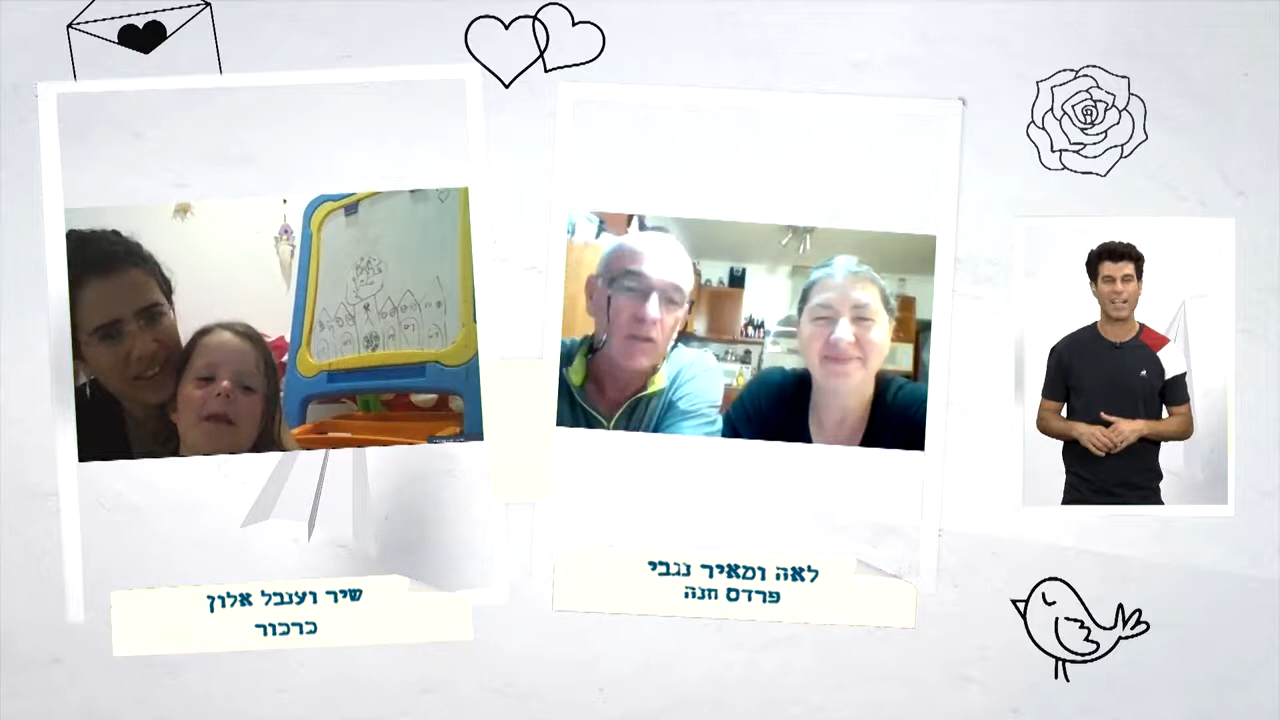 לאה ומאיר נגבי
פרדס חנה
שיר וענבל אלון
כרכור